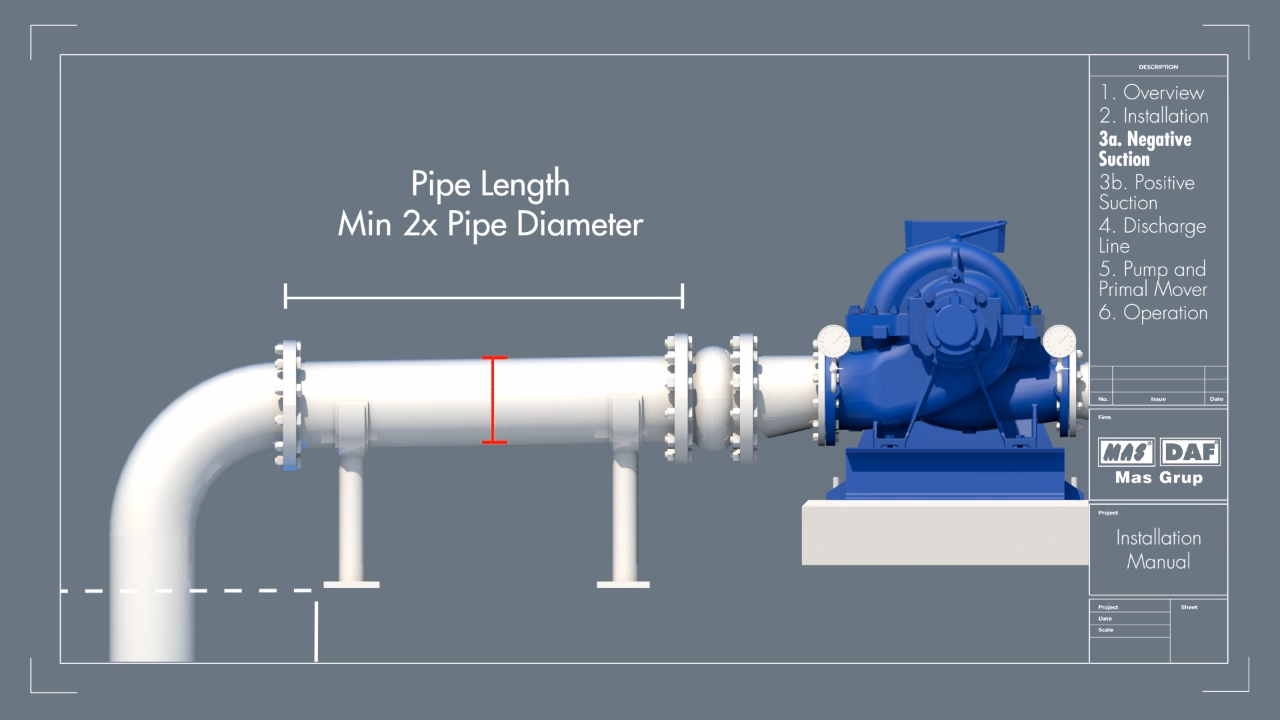 Pipe Length
Min 2x Pipe Diameter
DESCRIPTION
1. Overview
2. Installation
3a. Negative
Suction
3b. Positive
Suction
4. Discharge
Line
5. Pump and
Primal Mover
6. Operation
No. Issue Date
Firm
MAS DAF
Mas Grup
Project
Installation
Manual
Project Sheet
Date
Scale